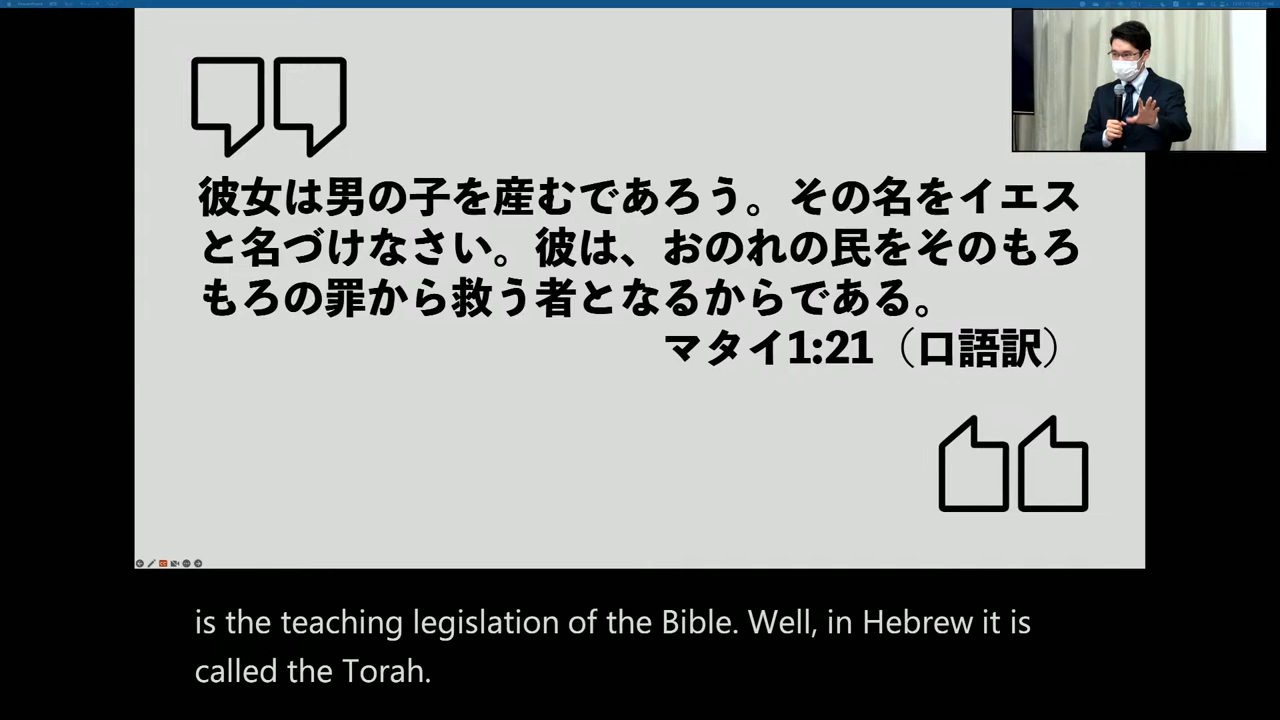 彼女は男の子を産むであろう。その名をイエス
と名づけなさい。彼は、おのれの民をそのもろ
もろの罪から救う者となるからである。
マタイ1:21（口語訳）
is the teaching legislation of the Bible. Well, in Hebrew it is
called the Torah.